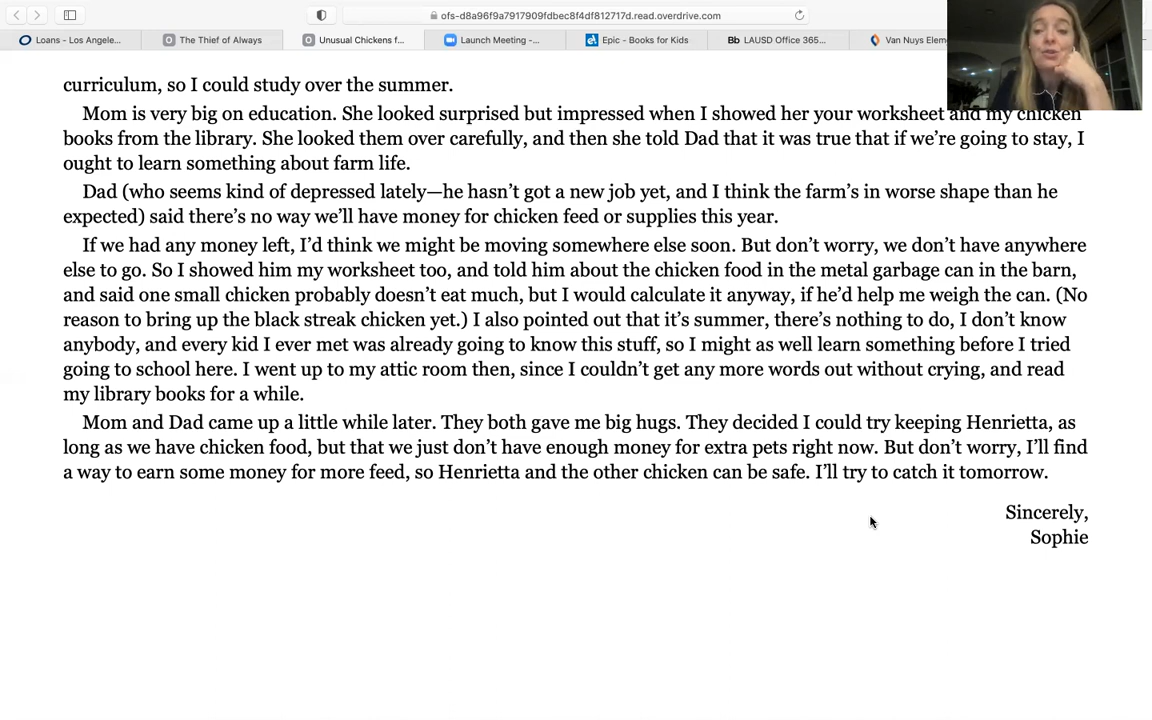 ofs-d8a96f9a7917909fdbec8f4df812717d.read.overdrive.com
Loans - Los Angele...
The Thief of Always
Unusual Chickens f...
Launch Meeting -...
Epic - Books for Kids
Bb LAUSD Office 365...
Van Nuys Elem
curriculum, so I could study over the summer.
Mom is very big on education. She looked surprised but impressed when I showed her your worksheet and my chicken
books from the library. She looked them over carefully, and then she told Dad that it was true that if we’re going to stay, I
ought to learn something about farm life.
Dad (who seems kind of depressed lately—he hasn’t got a new job yet, and I think the farm’s in worse shape than he
expected) said there’s no way we’ll have money for chicken feed or supplies this year.
If we had any money left, I’d think we might be moving somewhere else soon. But don’t worry, we don’t have anywhere
else to go. So I showed him my worksheet too, and told him about the chicken food in the metal garbage can in the barn,
and said one small chicken probably doesn’t eat much, but I would calculate it anyway, if he’d help me weigh the can. (No
reason to bring up the black streak chicken yet.) I also pointed out that it’s summer, there’s nothing to do, I don’t know
anybody, and every kid I ever met was already going to know this stuff, so I might as well learn something before I tried
going to school here. I went up to my attic room then, since I couldn’t get any more words out without crying, and read
my library books for a while.
Mom and Dad came up a little while later. They both gave me big hugs. They decided I could try keeping Henrietta, as
long as we have chicken food, but that we just don’t have enough money for extra pets right now. But don’t worry, I’ll find
a way to earn some money for more feed, so Henrietta and the other chicken can be safe. I’ll try to catch it tomorrow.
Sincerely,
Sophie